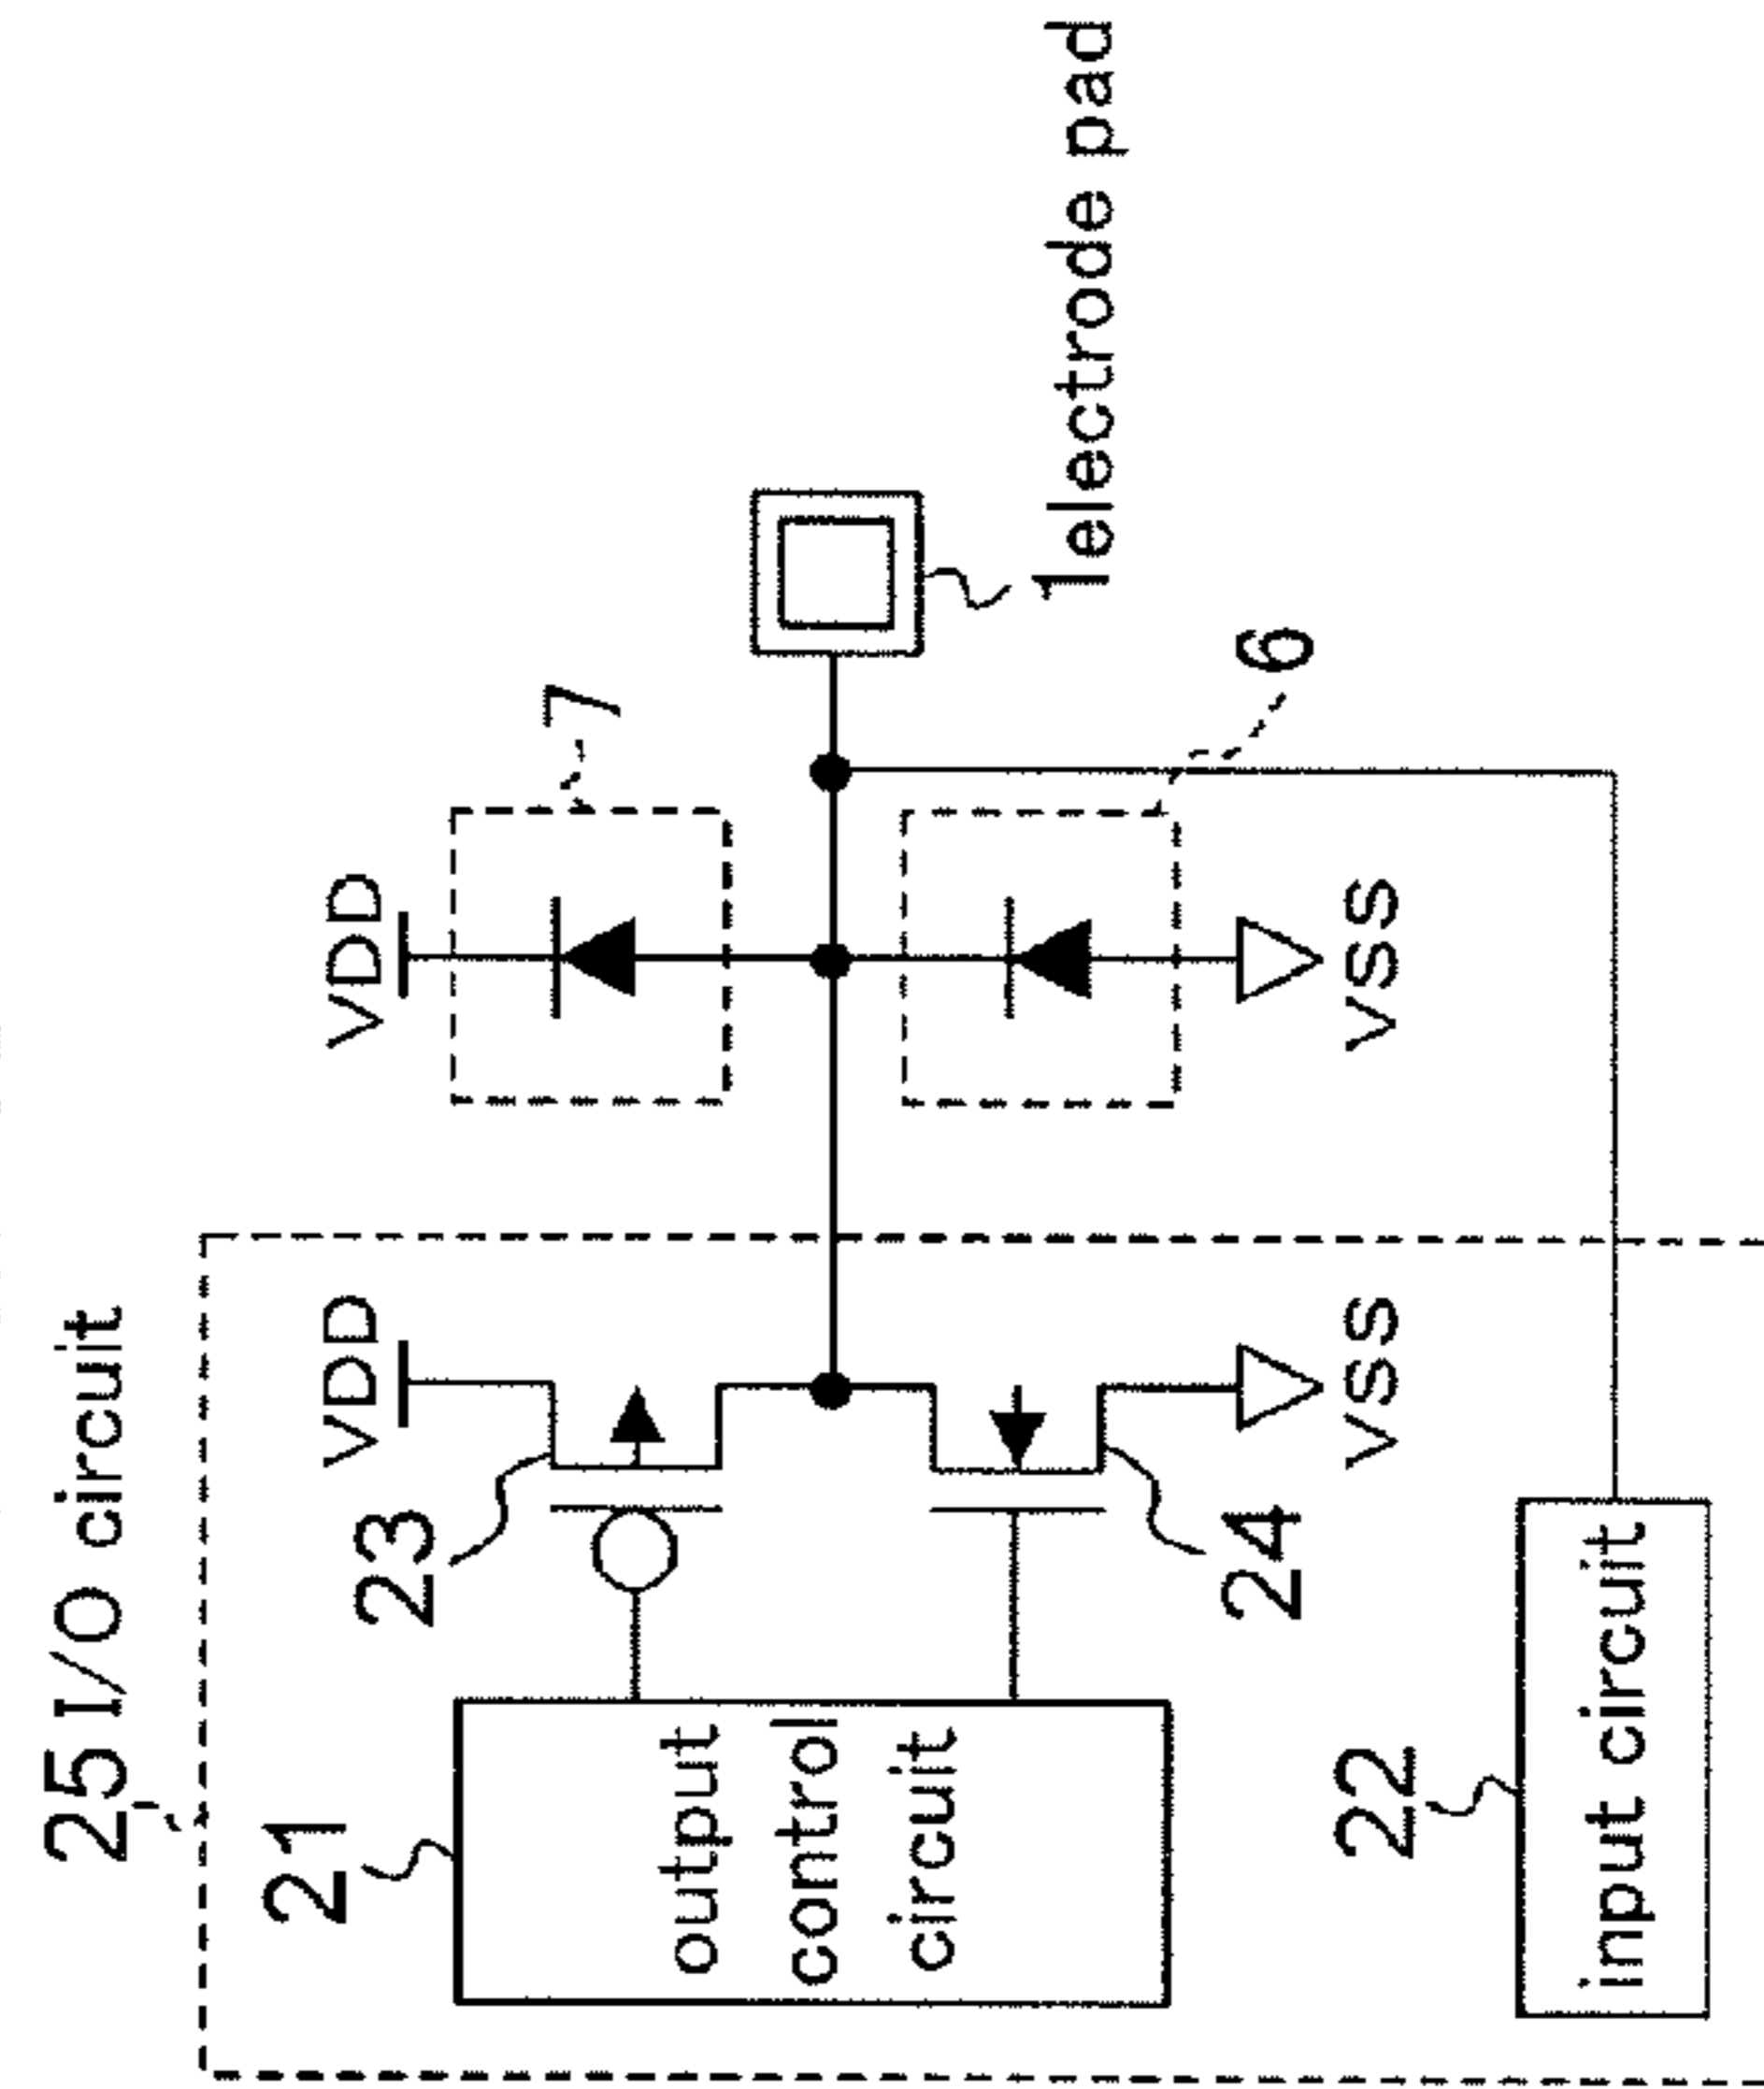 25 I/O circuit
21
output
control
circuit
23
VDD
24
VSS
VDD
7
VSS
6
1 electrode pad
22
input circuit